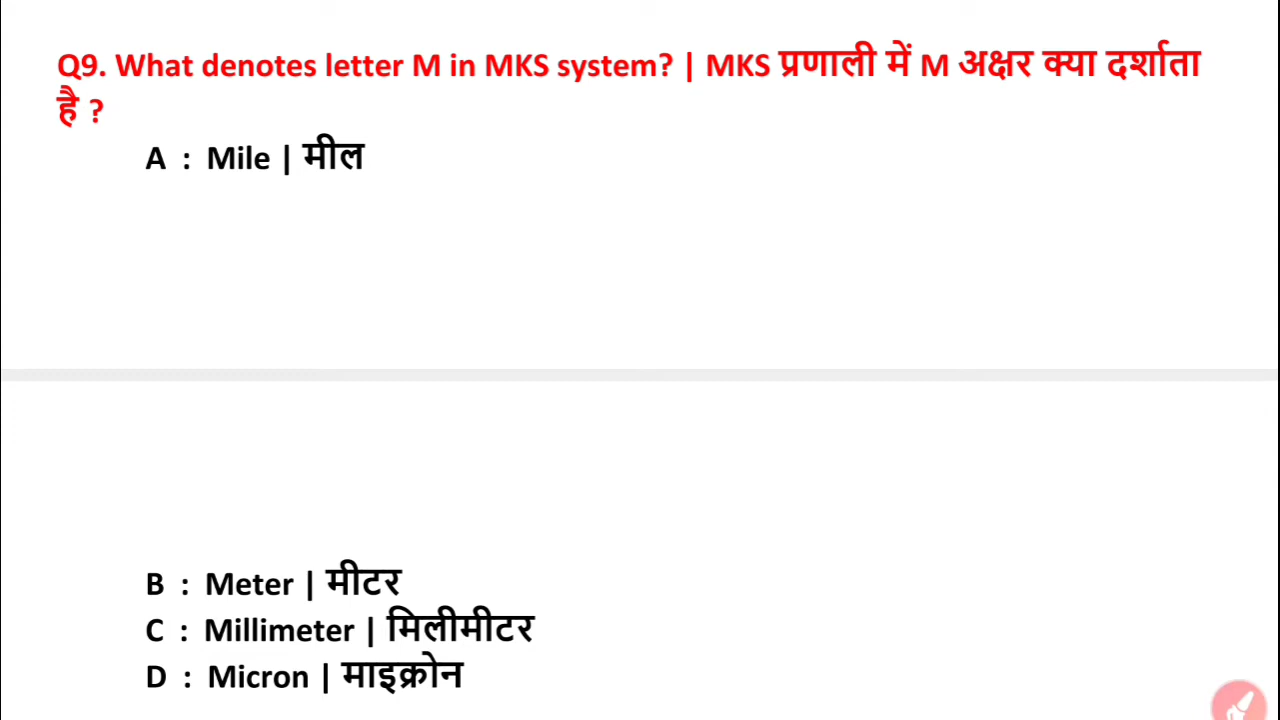 Q9. What denotes letter M in MKS system? | MKS प्रणाली में M अक्षर क्या दर्शाता
है ?
A : Mile | मील
B : Meter | मीटर
C : Millimeter | मिलीमीटर
D : Micron | माइक्रोन